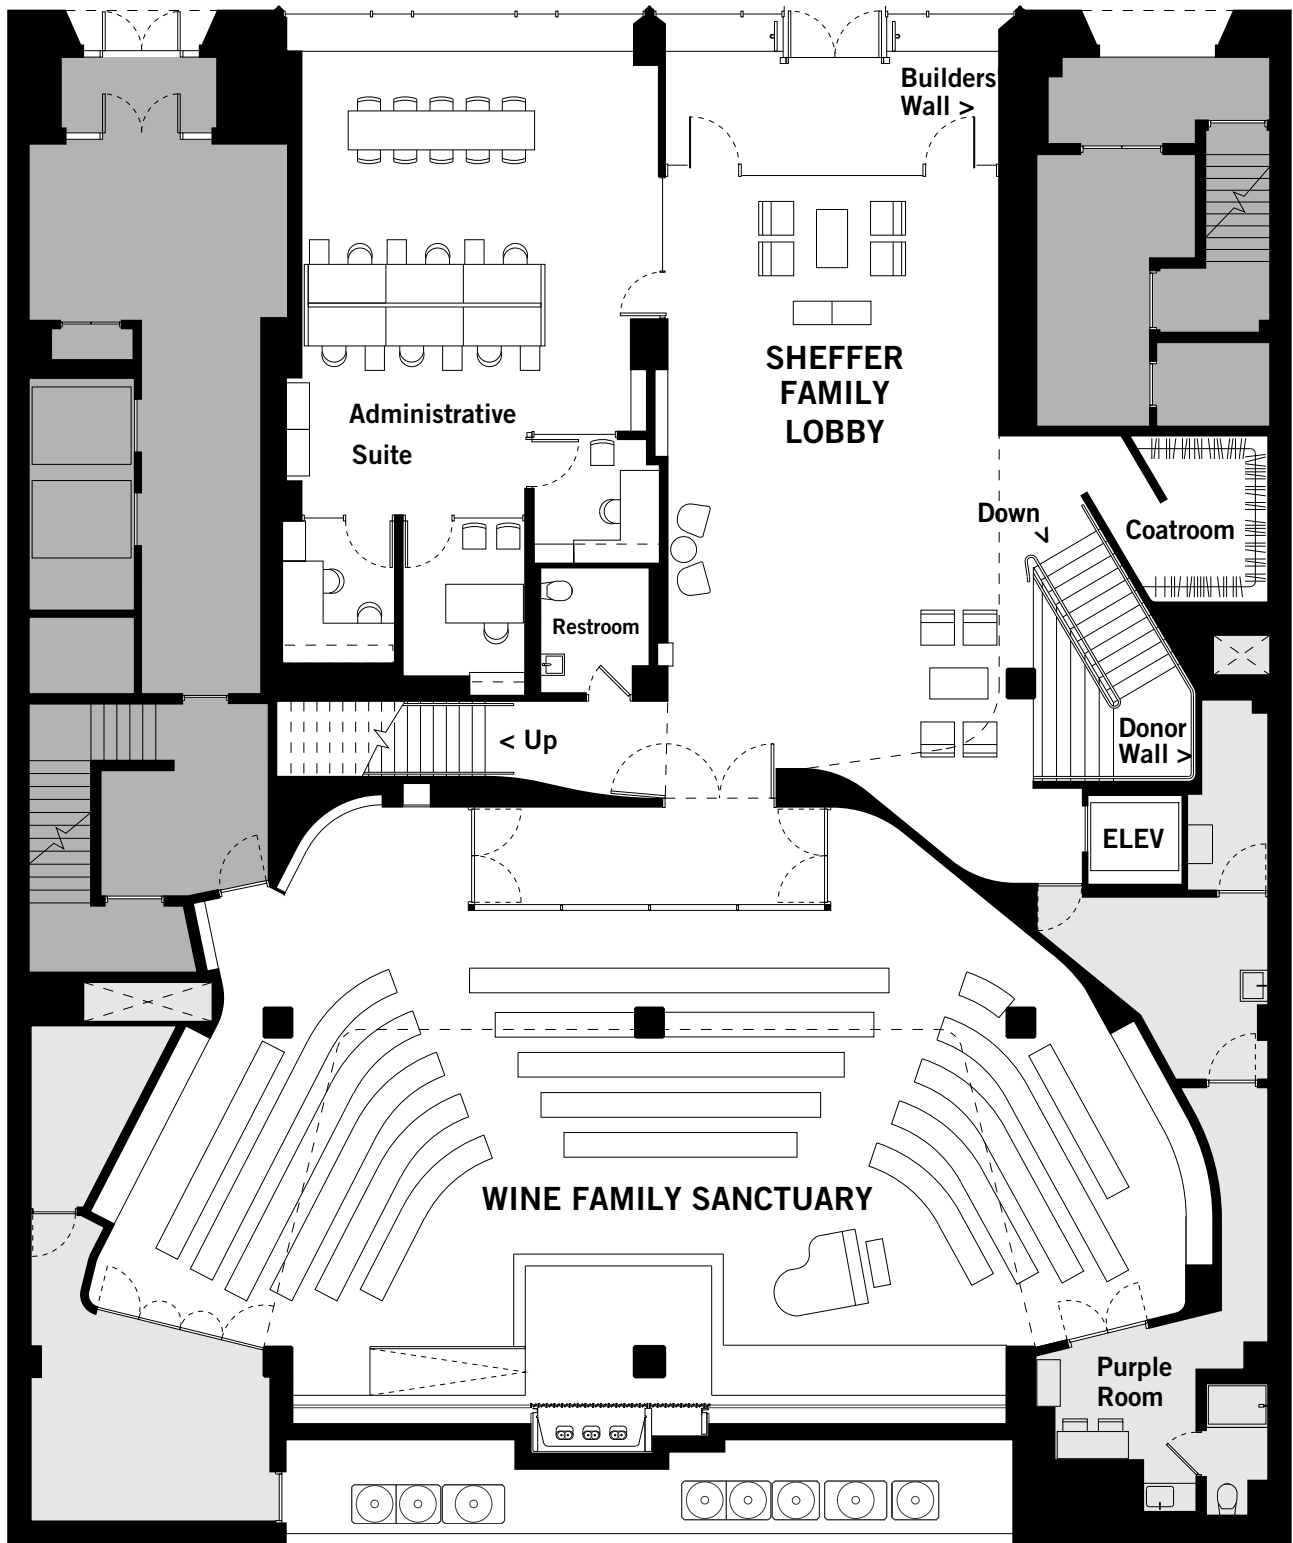 Builders'
Wall >
SHEFFER
FAMILY
LOBBY
Administrative
Suite
Down
>
Coatroom
Restroom
< Up
Donor
Wall >
ELEV
WINE FAMILY SANCTUARY
Purple
Room